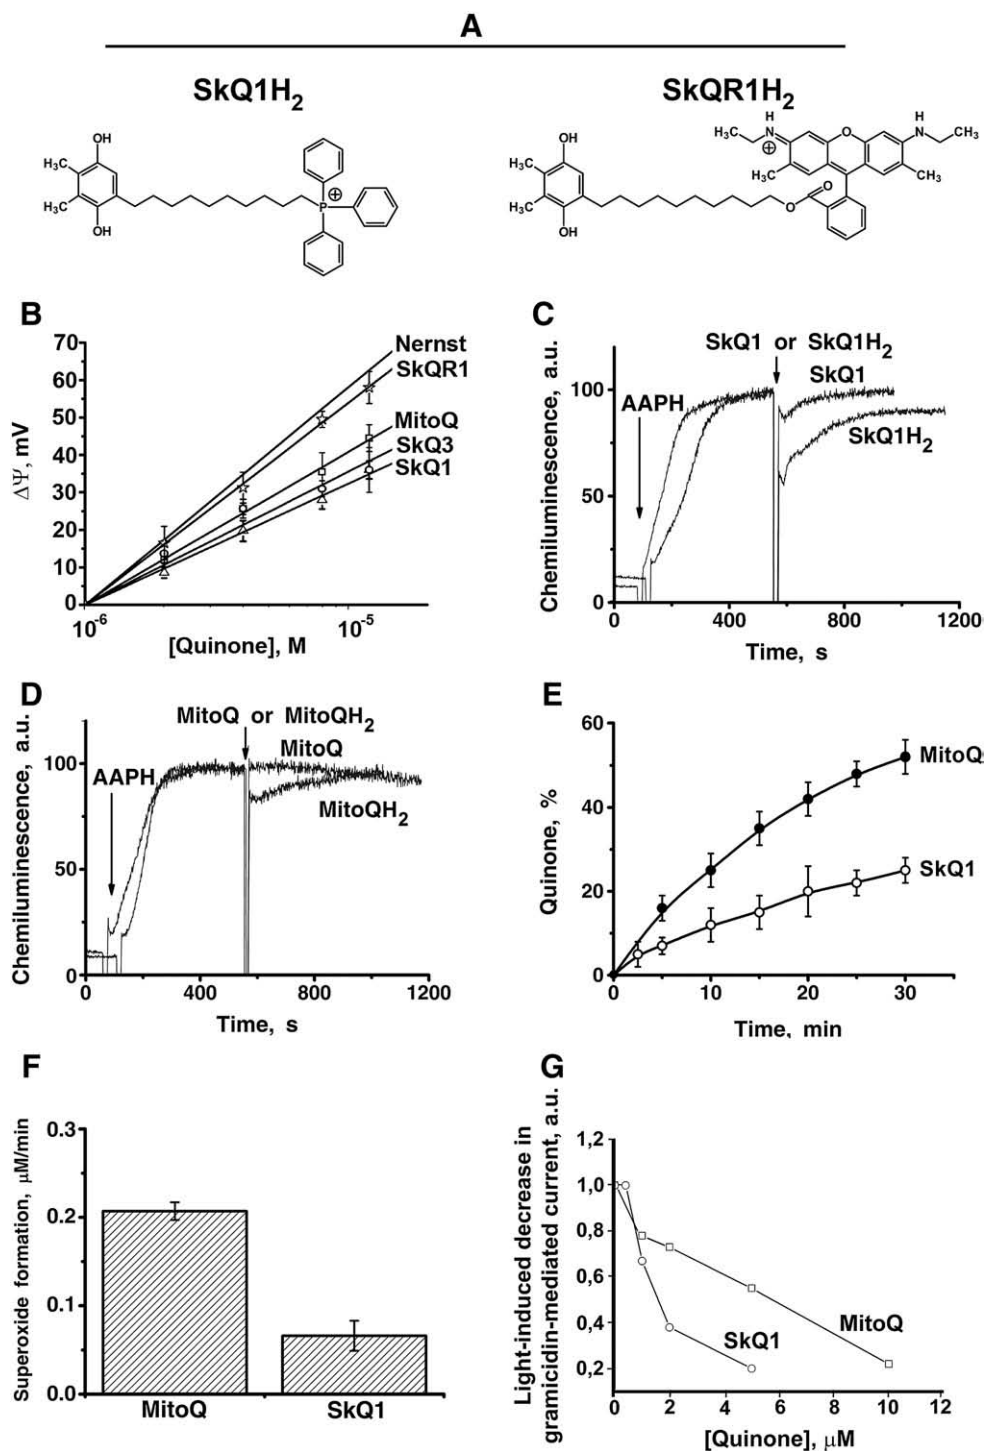 A
SkQ1H2
SkQR1H2
OH
H3C
H3C
OH
P
⊕
OH
H3C
H3C
OH
O
O
H3C
H
N
⊕
O
H
N
CH3
H3C
CH3
B
ΔΨ, mV
70
60
50
40
30
20
10
0
10-6
10-5
[Quinone], M
Nernst
SkQR1
MitoQ
SkQ3
SkQ1
C
Chemiluminescence, a.u.
100
50
0
0 400 800 1200
Time, s
AAPH
SkQ1 or SkQ1H2
SkQ1
SkQ1H2
D
Chemiluminescence, a.u.
100
50
0
0 400 800 1200
Time, s
AAPH
MitoQ or MitoQH2
MitoQ
MitoQH2
E
Quinone, %
60
40
20
0
0 10 20 30
Time, min
MitoQ
SkQ1
F
Superoxide formation, μM/min
0.3
0.2
0.1
0.0
MitoQ SkQ1
G
Light-induced decrease in
gramicidin-mediated current, a.u.
1,2
1,0
0,8
0,6
0,4
0,2
0 2 4 6 8 10 12
[Quinone], μM
SkQ1
MitoQ